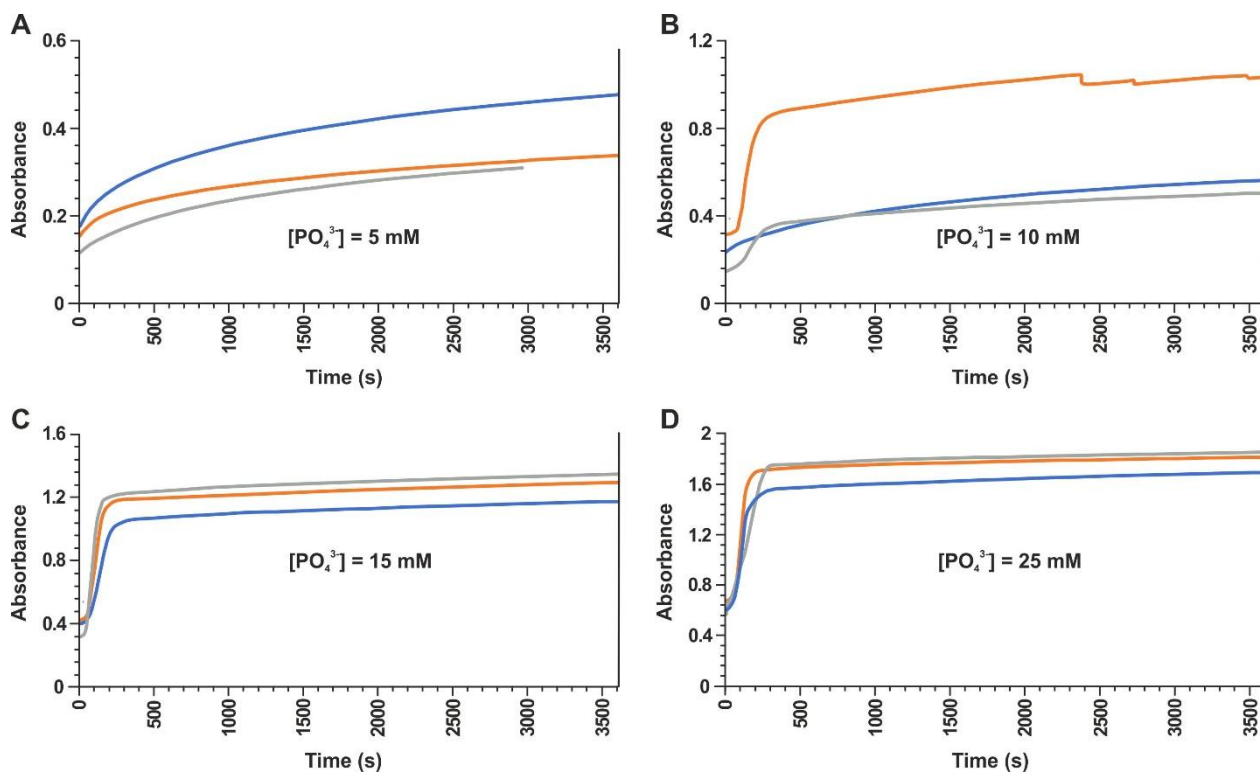 A
0.6
0.4
0.2
0
Absorbance
[PO₄³⁻] = 5 mM
0 500 1000 1500 2000 2500 3000 3500
Time (s)
B
1.2
0.8
0.4
0
Absorbance
[PO₄³⁻] = 10 mM
0 500 1000 1500 2000 2500 3000 3500
Time (s)
C
1.6
1.2
0.8
0.4
0
Absorbance
[PO₄³⁻] = 15 mM
0 500 1000 1500 2000 2500 3000 3500
Time (s)
D
2
1.6
1.2
0.8
0.4
0
Absorbance
[PO₄³⁻] = 25 mM
0 500 1000 1500 2000 2500 3000 3500
Time (s)